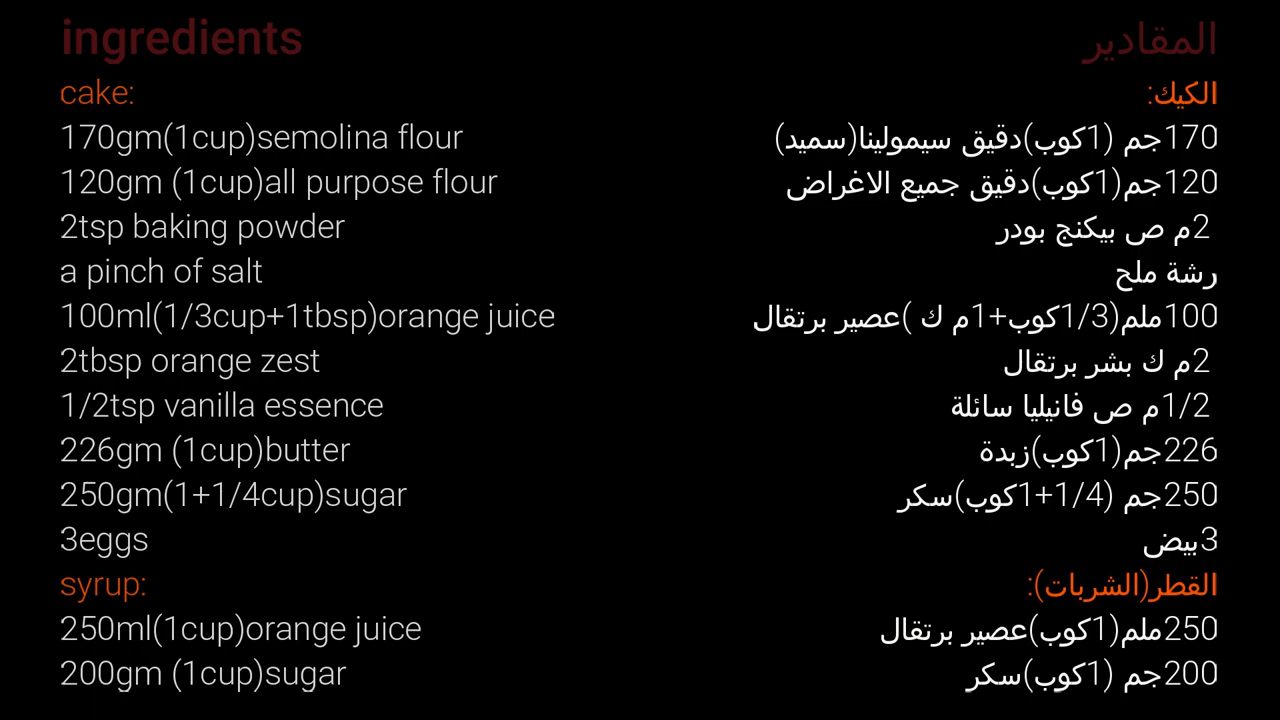 ingredients المقادير
cake: الكيك:
170gm(1cup)semolina flour 170جم (1كوب)دقيق سيمولينا(سميد)
120gm (1cup)all purpose flour 120جم(1كوب)دقيق جميع الاغراض
2tsp baking powder 2م ص بيكنج بودر
a pinch of salt رشة ملح
100ml(1/3cup+1tbsp)orange juice 100ملم(1/3كوب+1م ك )عصير برتقال
2tbsp orange zest 2م ك بشر برتقال
1/2tsp vanilla essence 1/2م ص فانيليا سائلة
226gm (1cup)butter 226جم(1كوب)زبدة
250gm(1+1/4cup)sugar 250جم (1/4+1كوب)سكر
3eggs 3بيض
syrup: القطر(الشربات):
250ml(1cup)orange juice 250ملم(1كوب)عصير برتقال
200gm (1cup)sugar 200جم (1كوب)سكر